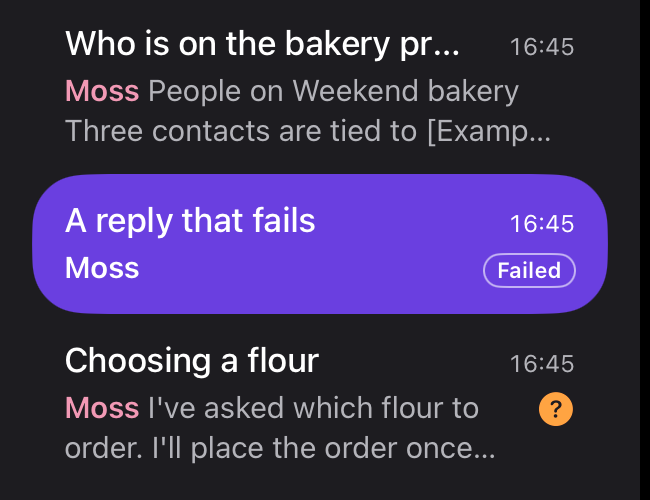 Who is on the bakery pr... 16:45
Moss People on Weekend bakery
Three contacts are tied to [Examp...
A reply that fails 16:45
Moss Failed
Choosing a flour 16:45
Moss I've asked which flour to ?
order. I'll place the order once...